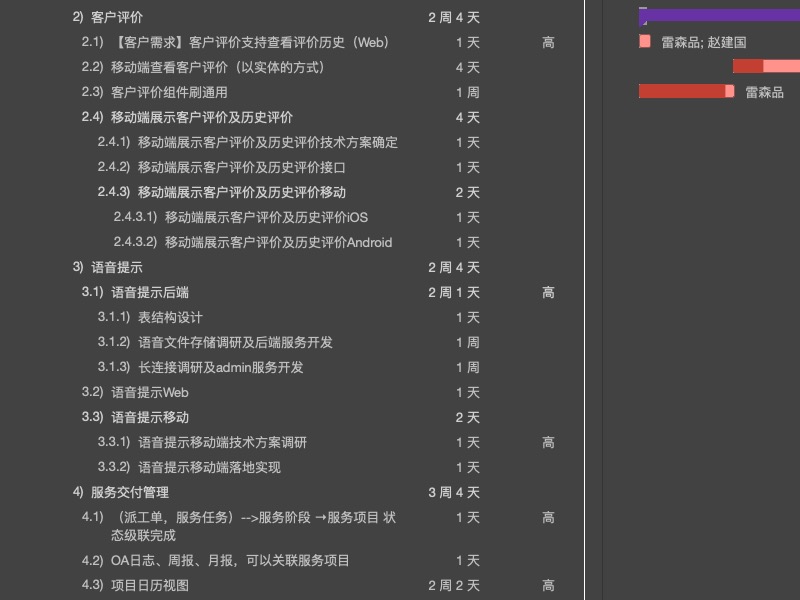 2) 客户评价 2 周 4 天
2.1) 【客户需求】客户评价支持查看评价历史（Web） 1 天 高 雷森品; 赵建国
2.2) 移动端查看客户评价（以实体的方式） 4 天
2.3) 客户评价组件刷通用 1 周 雷森品
2.4) 移动端展示客户评价及历史评价 4 天
2.4.1) 移动端展示客户评价及历史评价技术方案确定 1 天
2.4.2) 移动端展示客户评价及历史评价接口 1 天
2.4.3) 移动端展示客户评价及历史评价移动 2 天
2.4.3.1) 移动端展示客户评价及历史评价iOS 1 天
2.4.3.2) 移动端展示客户评价及历史评价Android 1 天
3) 语音提示 2 周 4 天
3.1) 语音提示后端 2 周 1 天 高
3.1.1) 表结构设计 1 天
3.1.2) 语音文件存储调研及后端服务开发 1 周
3.1.3) 长连接调研及admin服务开发 1 周
3.2) 语音提示Web 1 天
3.3) 语音提示移动 2 天
3.3.1) 语音提示移动端技术方案调研 1 天 高
3.3.2) 语音提示移动端落地实现 1 天
4) 服务交付管理 3 周 4 天
4.1) （派工单，服务任务）-->服务阶段 →服务项目 状 1 天 高
态级联完成
4.2) OA日志、周报、月报，可以关联服务项目 1 天
4.3) 项目日历视图 2 周 2 天 高